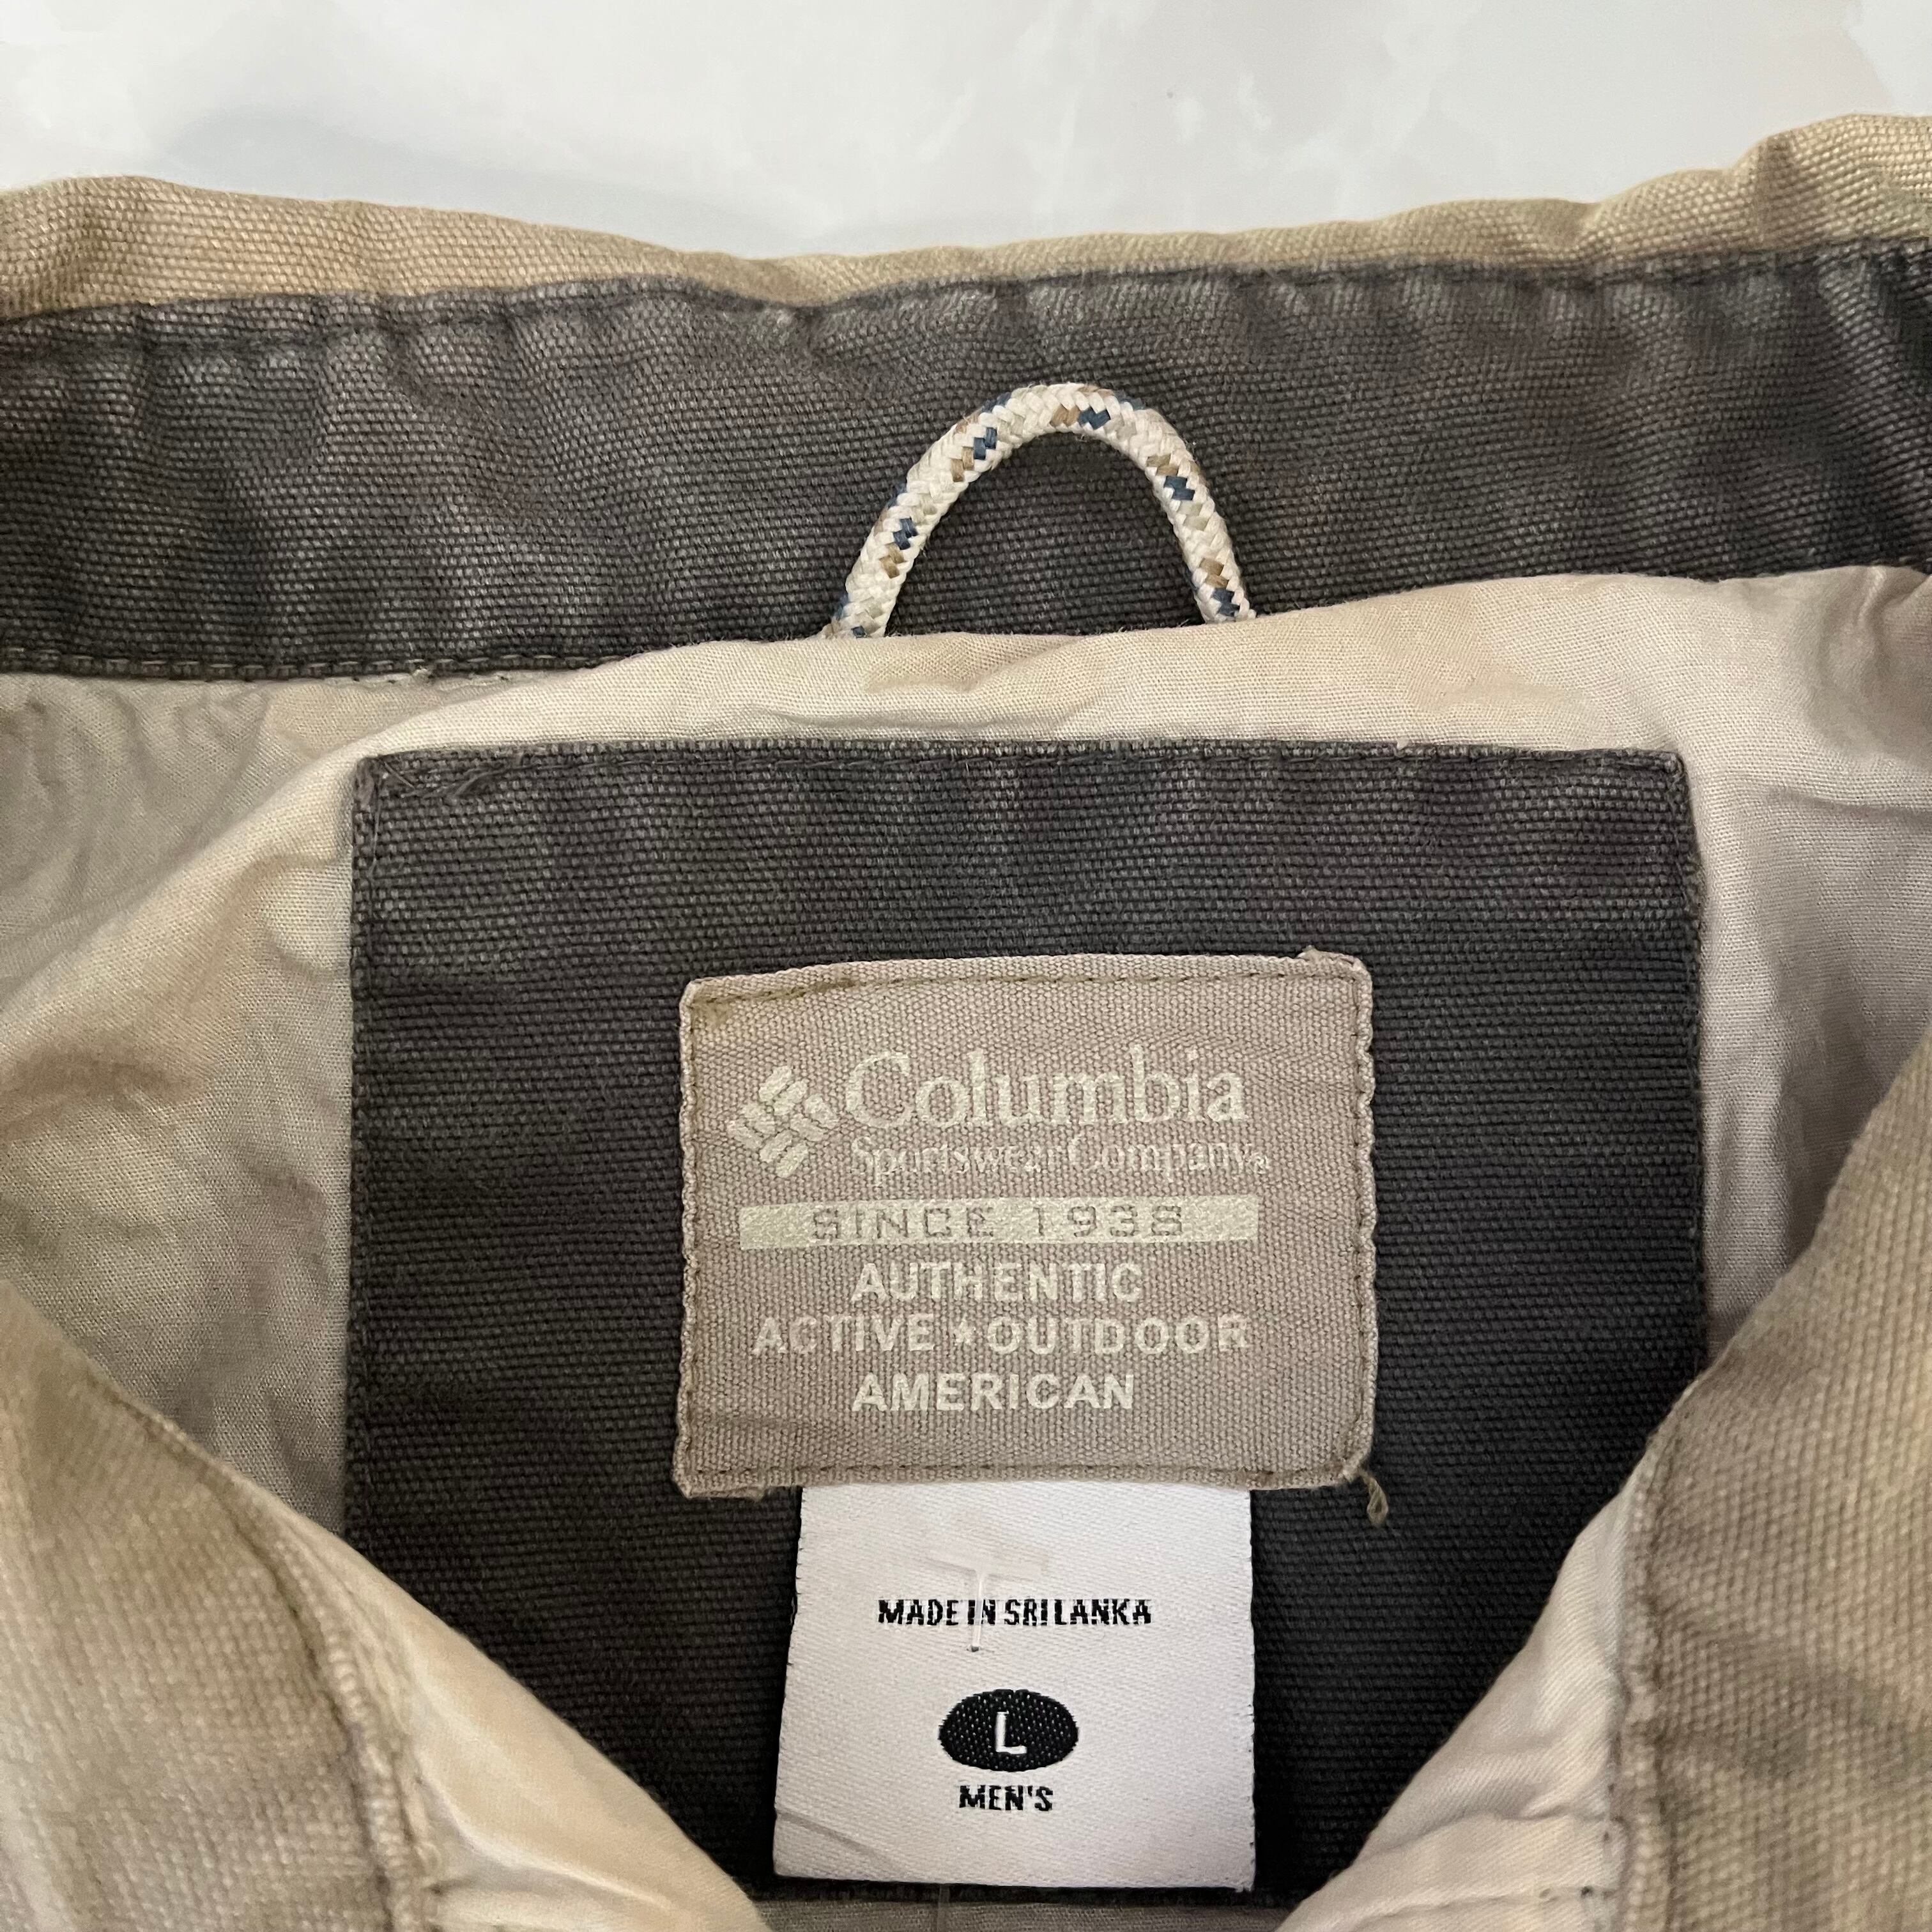 Columbia
Sportswear Company®
SINCE 1938
AUTHENTIC
ACTIVE★OUTDOOR
AMERICAN
MADE IN SRI LANKA
L
MEN'S